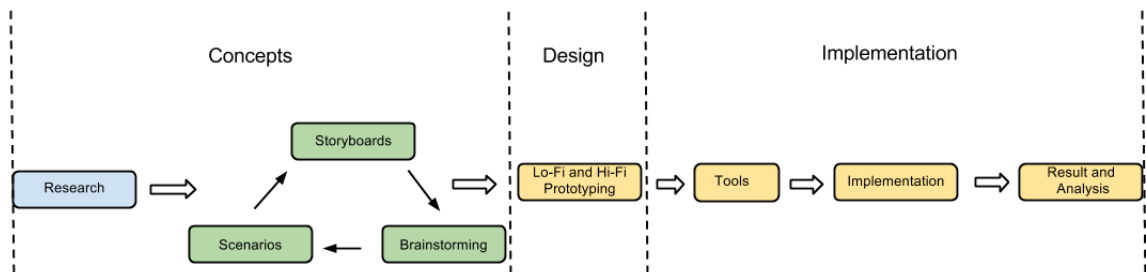 Concepts
Design
Implementation
Storyboards
Research
Scenarios
Brainstorming
Lo-Fi and Hi-Fi
Prototyping
Tools
Implementation
Result and
Analysis